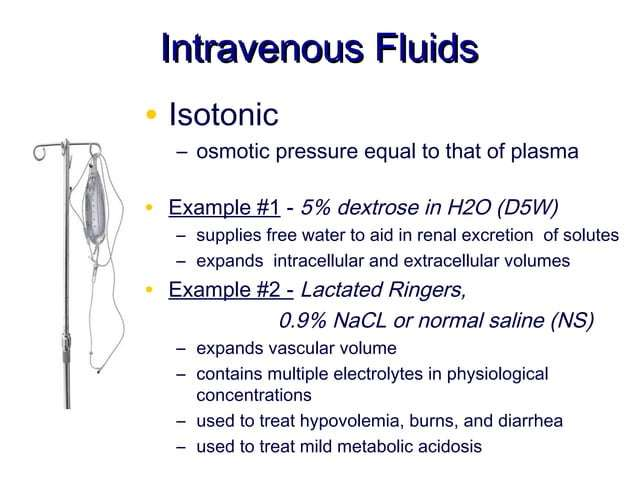 Intravenous Fluids
• Isotonic
– osmotic pressure equal to that of plasma
• Example #1 - 5% dextrose in H2O (D5W)
– supplies free water to aid in renal excretion of solutes
– expands intracellular and extracellular volumes
• Example #2 - Lactated Ringers,
0.9% NaCL or normal saline (NS)
– expands vascular volume
– contains multiple electrolytes in physiological
concentrations
– used to treat hypovolemia, burns, and diarrhea
– used to treat mild metabolic acidosis